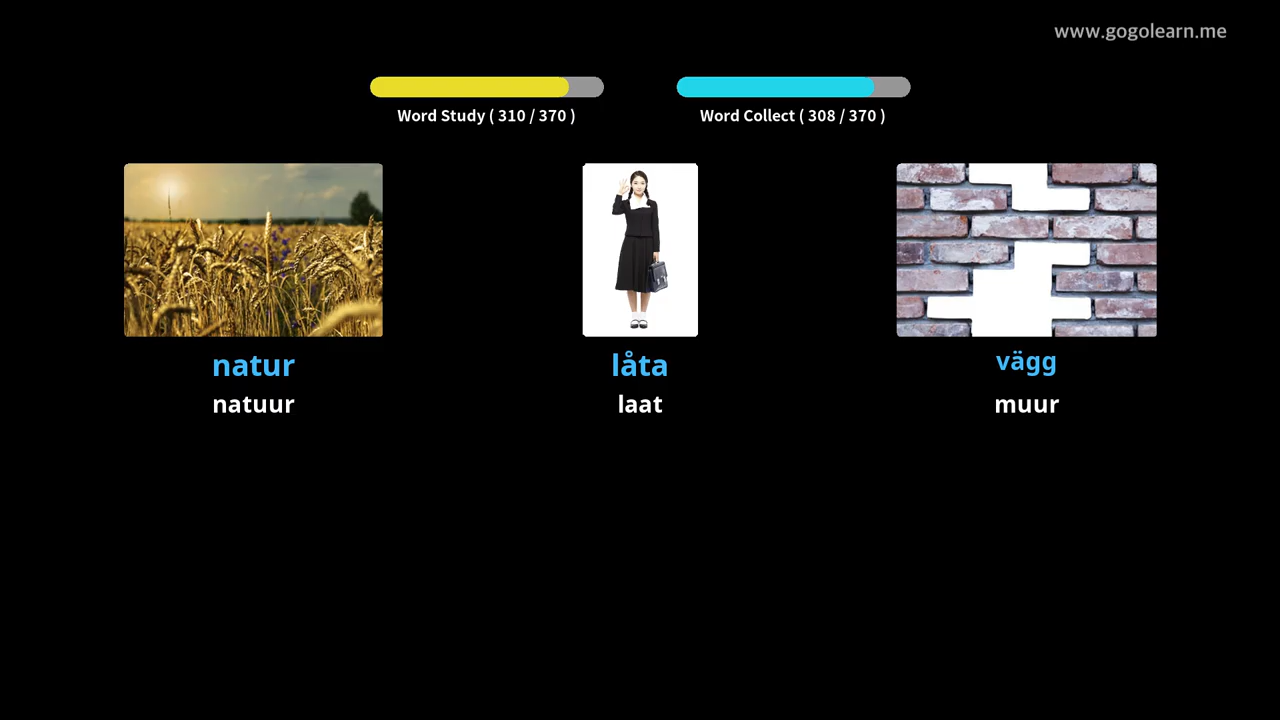 www.gogolearn.me
Word Study ( 310 / 370 )
Word Collect ( 308 / 370 )
natur
natuur
låta
laat
vägg
muur